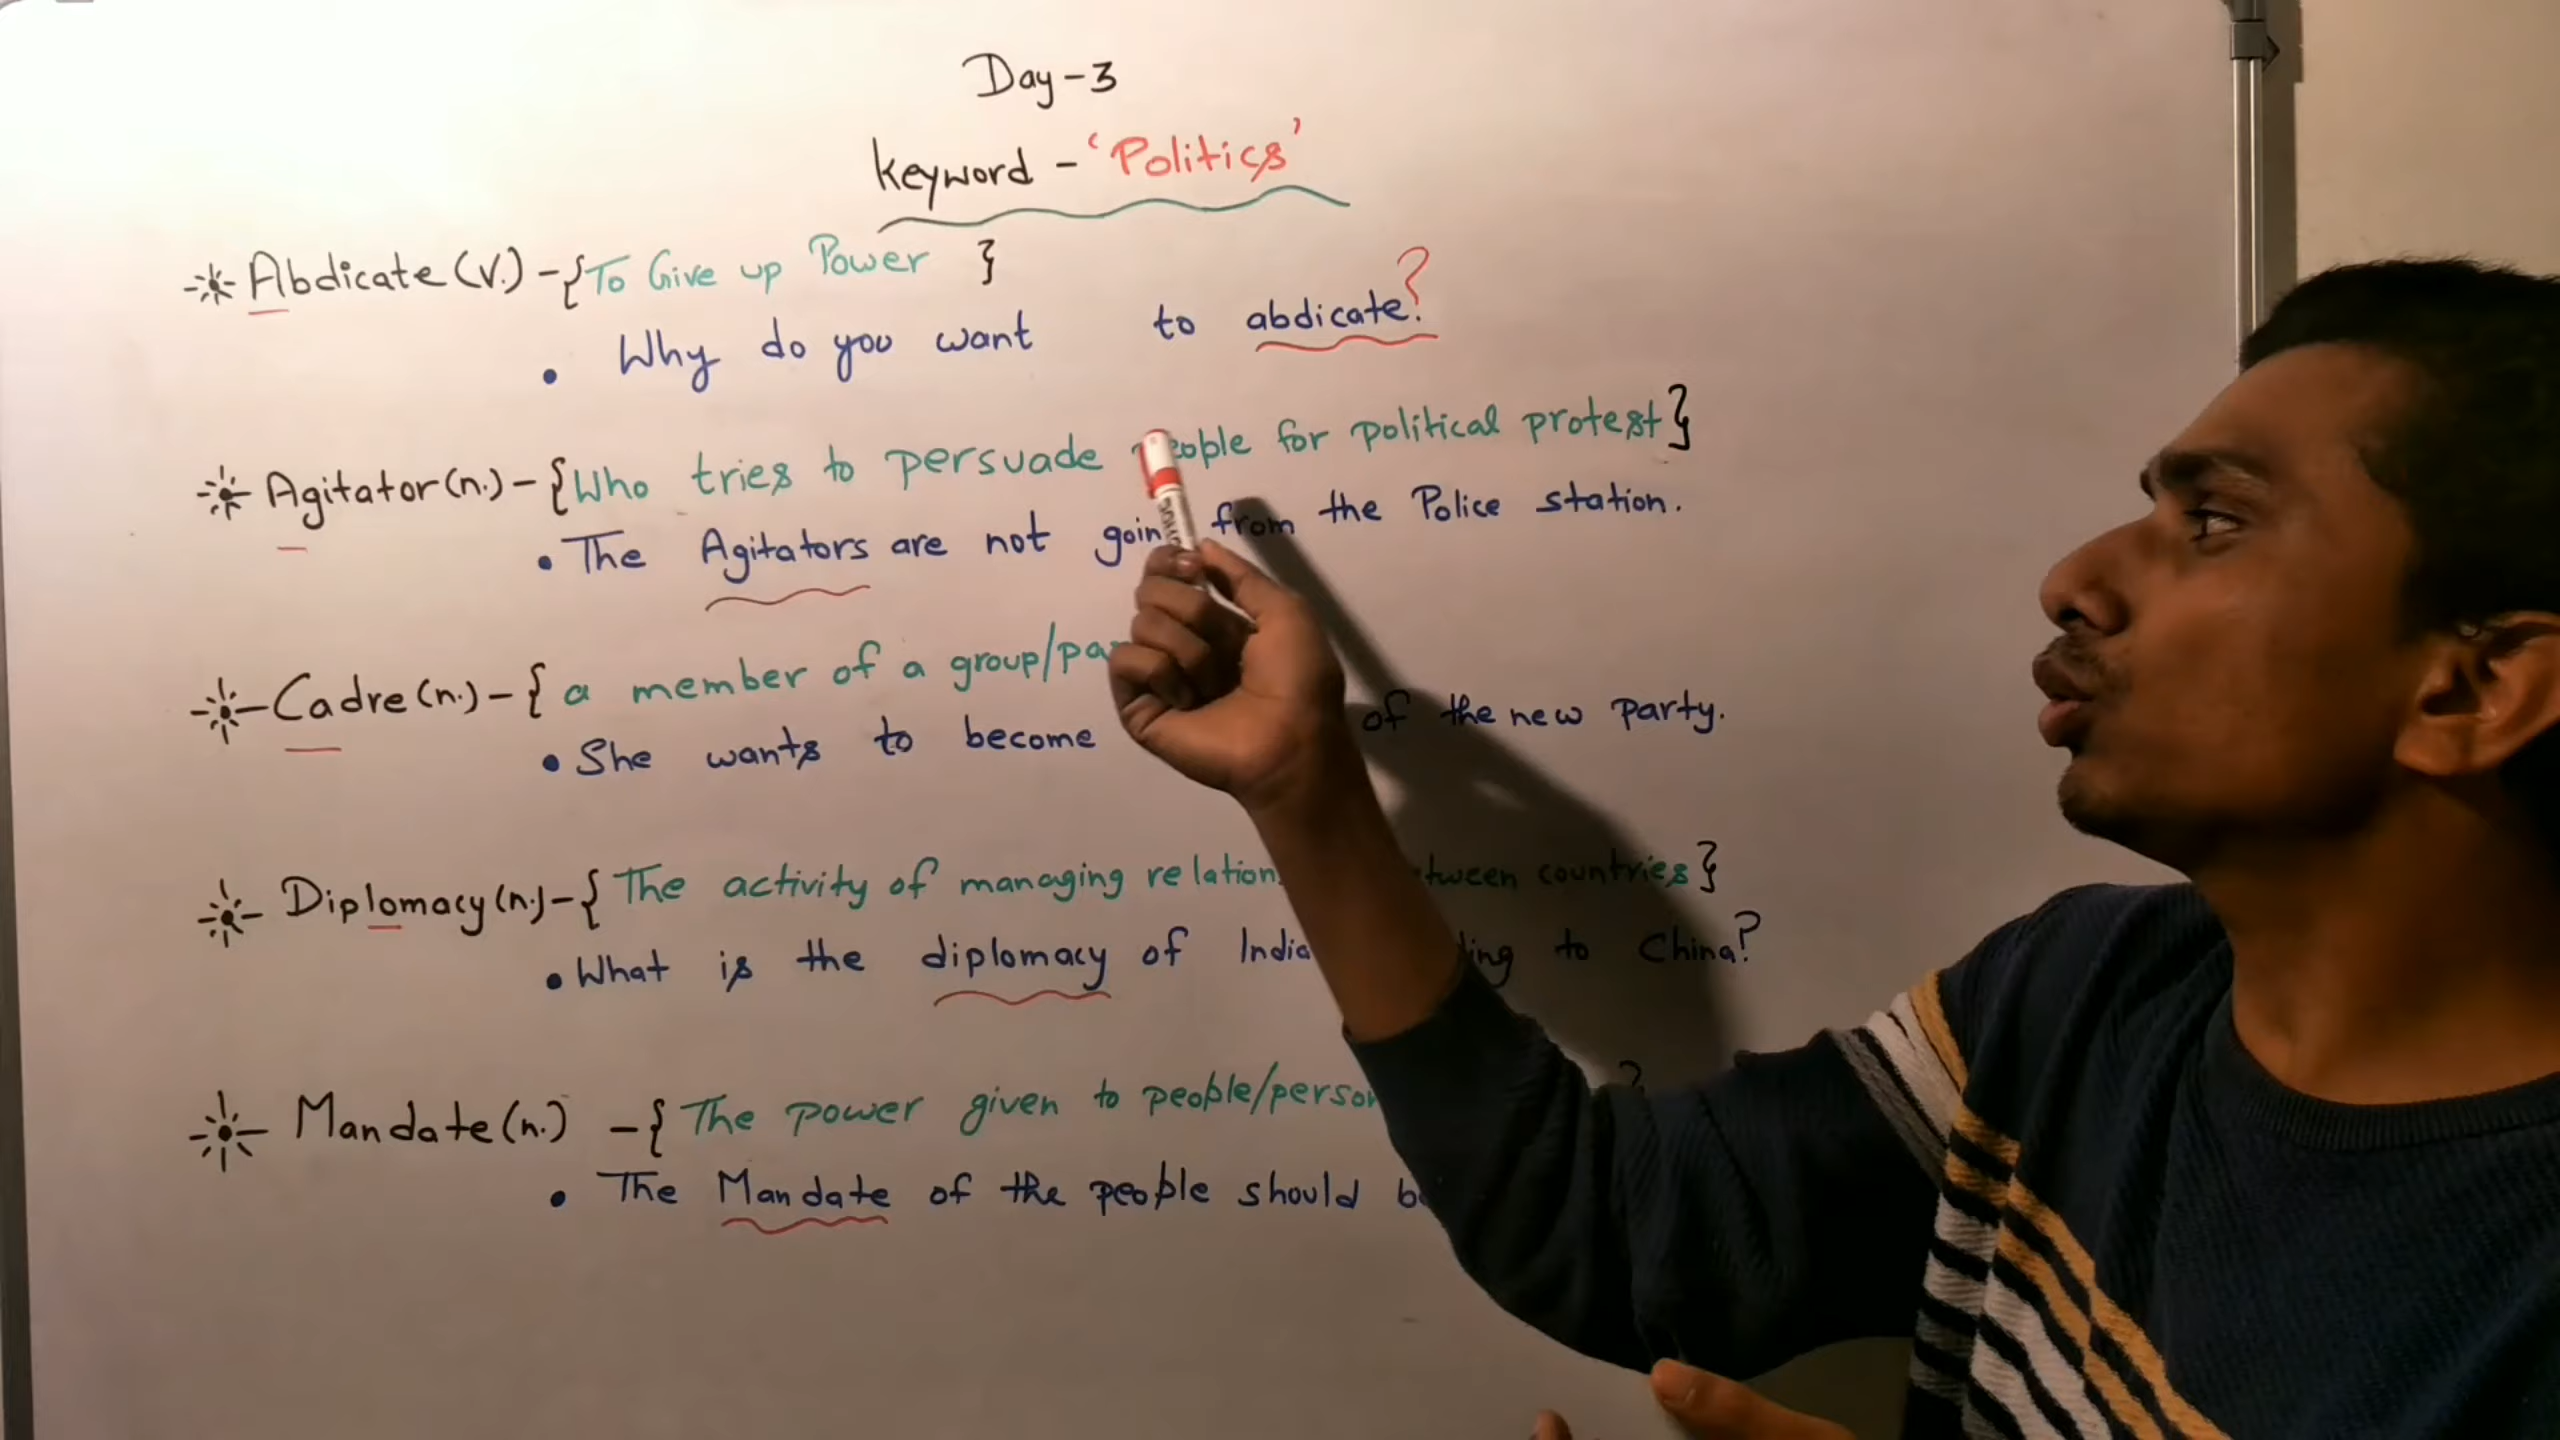 Day-3
Keyword - 'Politics'
Abdicate (v.) - {To Give up Power }
• Why do you want to abdicate?
Agitator (n.) - {Who tries to persuade people for political protest}
• The Agitators are not going from the Police station.
Cadre (n.) - { a member of a group/
• She wants to become of the new party.
Diplomacy (n.) - { The activity of managing between countries}
• What is the diplomacy of India to China?
Mandate (n.) - { The power given to people/person }
• The Mandate of the people should